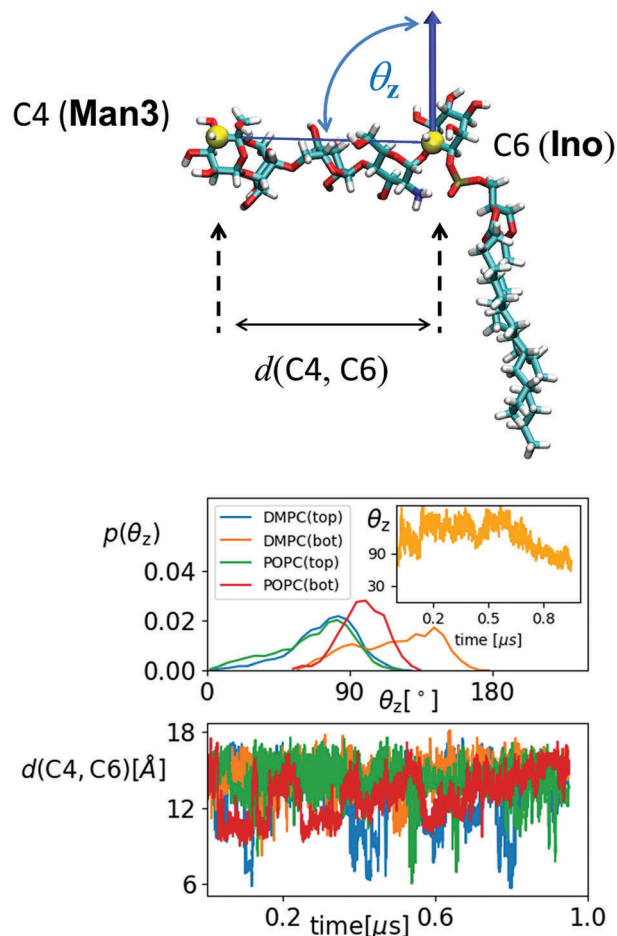 θz
C4 (Man3)
C6 (Ino)
d(C4, C6)
p(θz)
DMPC(top)
DMPC(bot)
POPC(top)
POPC(bot)
θz
90
30
0.2 0.5 0.8
time [μs]
0.04
0.02
0.00
0 90 180
θz[°]
d(C4, C6)[Å]
18
12
6
0.2 0.6 1.0
time[μs]